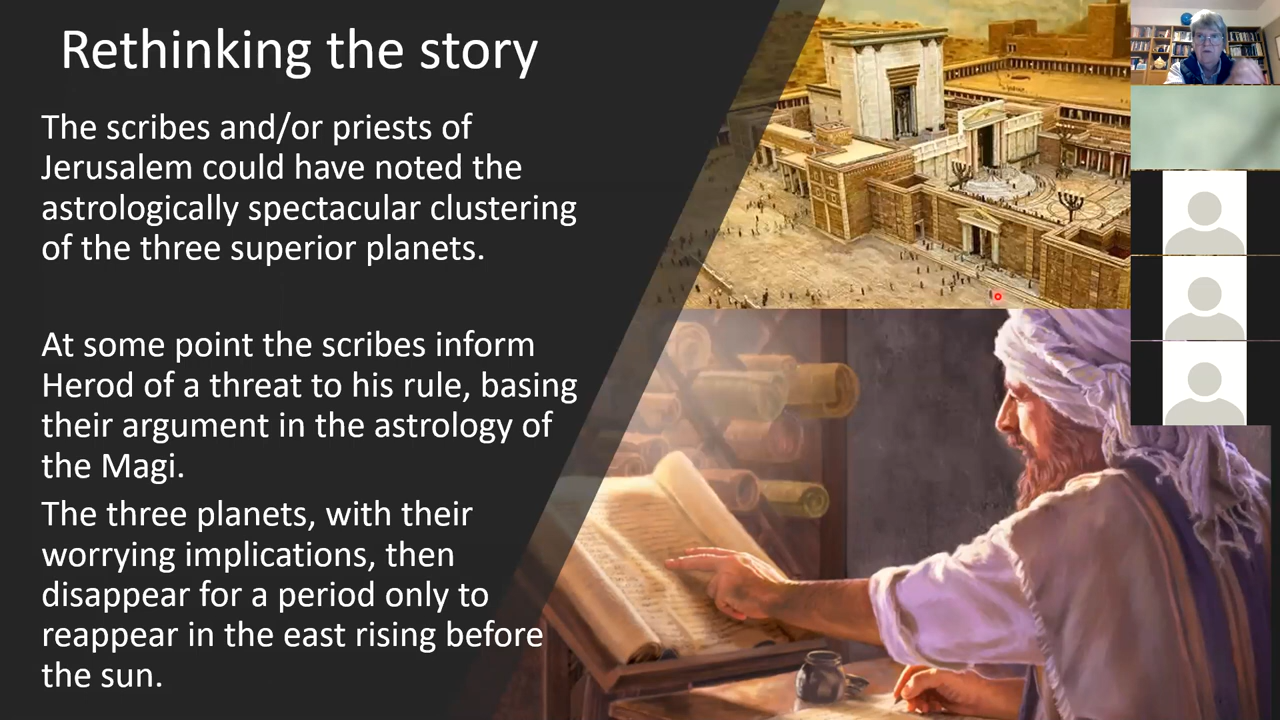 Rethinking the story
The scribes and/or priests of
Jerusalem could have noted the
astrologically spectacular clustering
of the three superior planets.
At some point the scribes inform
Herod of a threat to his rule, basing
their argument in the astrology of
the Magi.
The three planets, with their
worrying implications, then
disappear for a period only to
reappear in the east rising before
the sun.